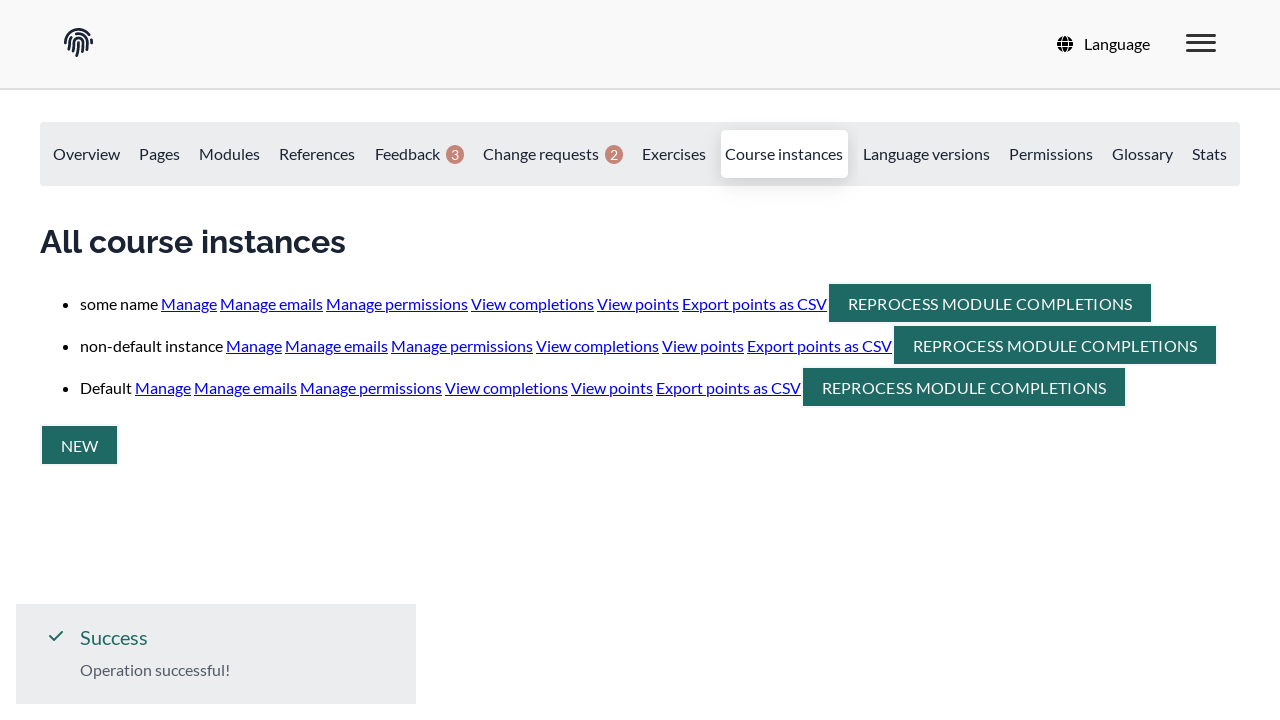 Language
Overview Pages Modules References Feedback 3 Change requests 2 Exercises Course instances Language versions Permissions Glossary Stats
All course instances
some name Manage Manage emails Manage permissions View completions View points Export points as CSV REPROCESS MODULE COMPLETIONS
non-default instance Manage Manage emails Manage permissions View completions View points Export points as CSV REPROCESS MODULE COMPLETIONS
Default Manage Manage emails Manage permissions View completions View points Export points as CSV REPROCESS MODULE COMPLETIONS
NEW
Success
Operation successful!